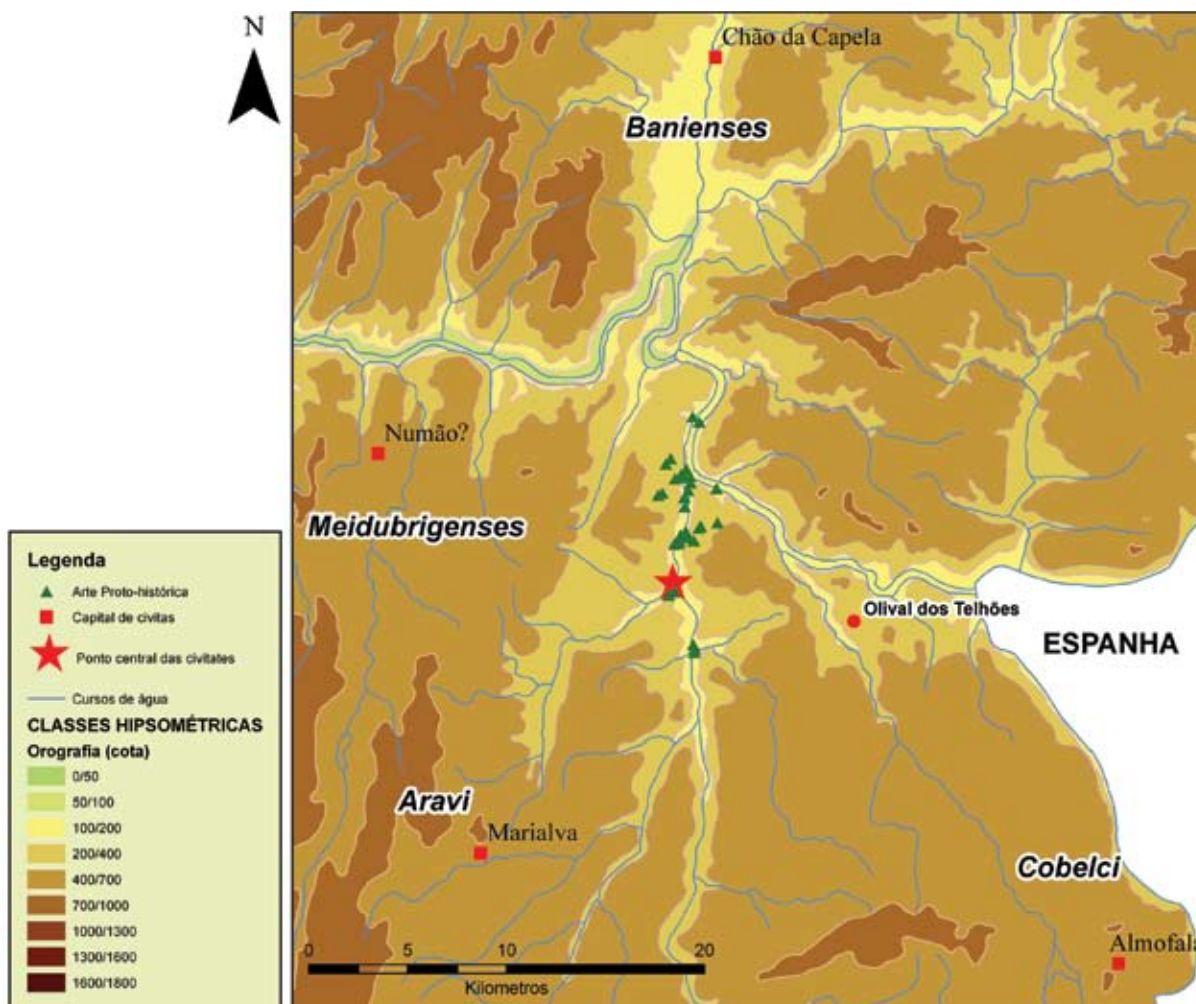 N
Chão da Capela
Banienses
Numão?
Meidubrigenses
Olival dos Telhões
ESPANHA
Aravi
Marialva
Cobelci
Almofala
0 5 10 20
Kilometros
Legenda
Arte Proto-histórica
Capital de civitas
Ponto central das civitates
Cursos de água
CLASSES HIPSOMÉTRICAS
Orografia (cota)
0/50
50/100
100/200
200/400
400/700
700/1000
1000/1300
1300/1600
1600/1800